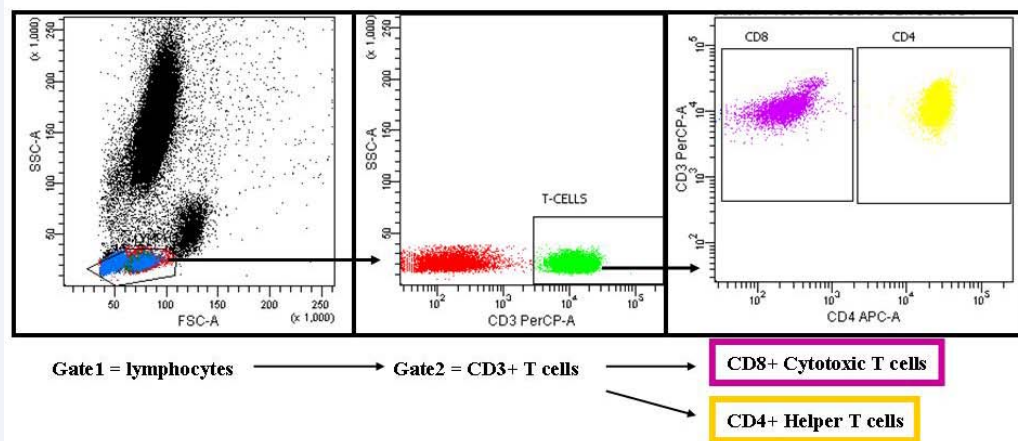 (x 1,000)
SSC-A
250
200
150
100
50
50 100 150 200 250
FSC-A
(x 1,000)
(x 1,000)
SSC-A
250
200
150
100
50
T-CELLS
10² 10³ 10⁴ 10⁵
CD3 PerCP-A
CD8
CD4
CD3 PerCP-A
10⁵
10⁴
10³
10²
10² 10³ 10⁴ 10⁵
CD4 APC-A
Gate1 = lymphocytes
Gate2 = CD3+ T cells
CD8+ Cytotoxic T cells
CD4+ Helper T cells